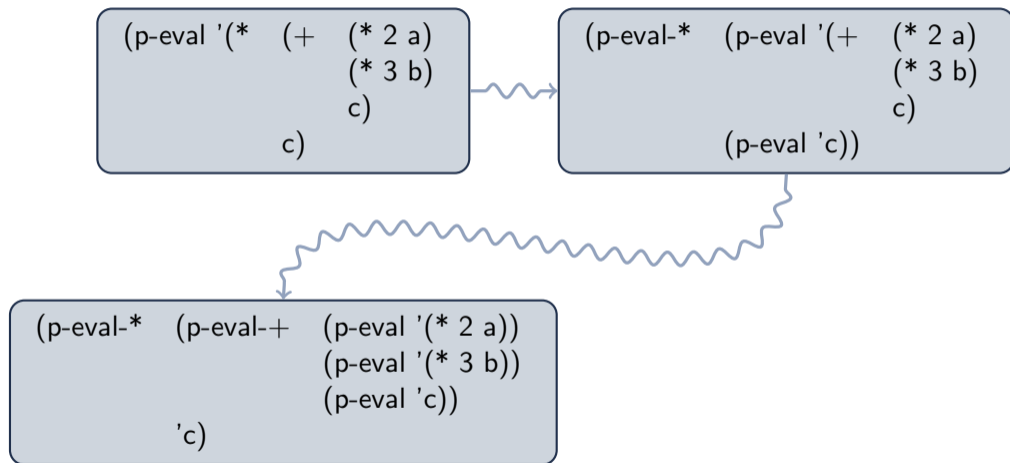 (p-eval '(* (+ (* 2 a)
(* 3 b)
c)
c)
(p-eval-* (p-eval '(+ (* 2 a)
(* 3 b)
c)
(p-eval 'c))
(p-eval-* (p-eval-+ (p-eval '(* 2 a))
(p-eval '(* 3 b))
(p-eval 'c))
'c)